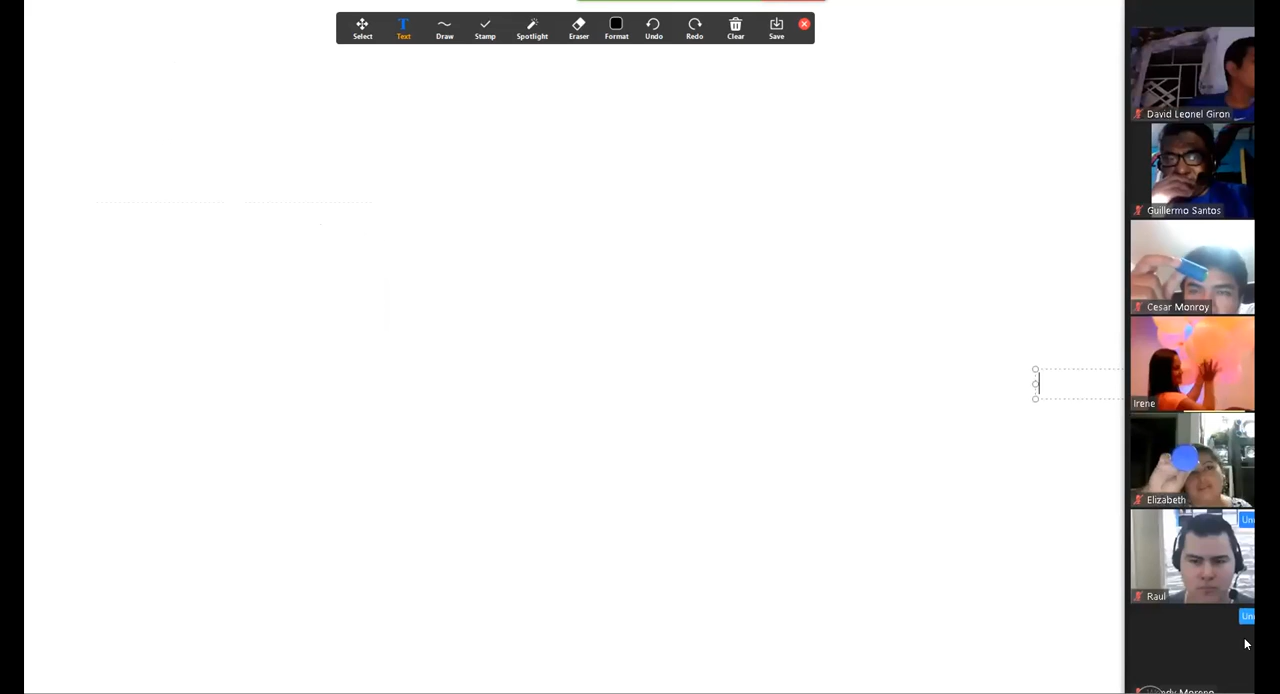 Select Text Draw Stamp Spotlight Eraser Format Undo Redo Clear Save
David Leonel Giron
Guillermo Santos
Cesar Monroy
Irene
Elizabeth
Raul